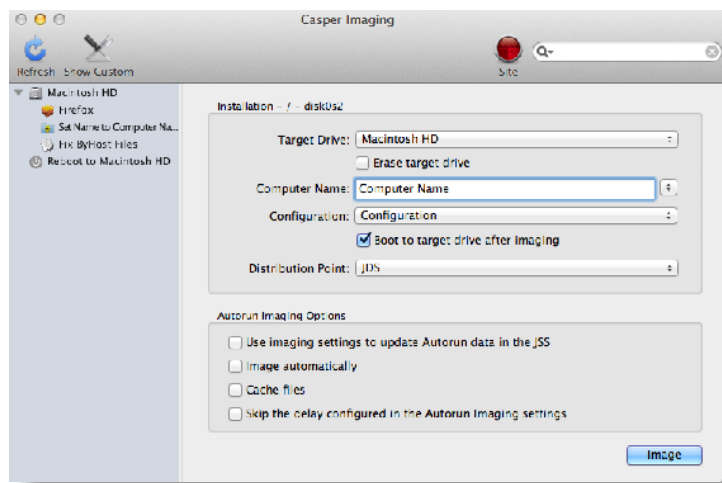 Casper Imaging
Refresh Show Custom
Site
Macintosh HD
Firefox
Set Name to Computer Na...
Fix ByHost Files
Reboot to Macintosh HD
Installation - / - disk0s2
Target Drive: Macintosh HD
Erase target drive
Computer Name: Computer Name
Configuration: Configuration
Boot to target drive after imaging
Distribution Point: JDS
Autorun Imaging Options
Use imaging settings to update Autorun data in the JSS
Image automatically
Cache files
Skip the delay configured in the Autorun Imaging settings
Image